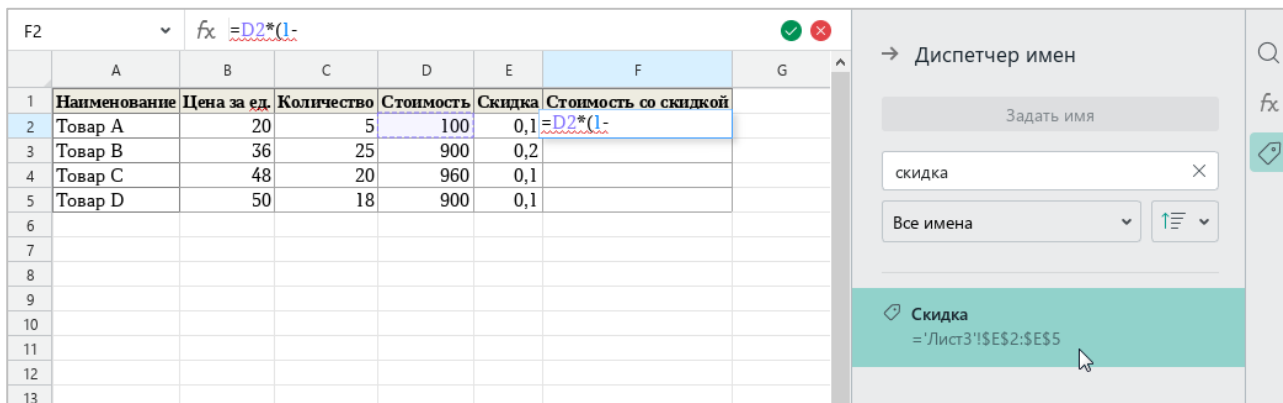 F2 fx =D2*(1-
A B C D E F G
1 Наименование Цена за ед. Количество Стоимость Скидка Стоимость со скидкой
2 Товар A 20 5 100 0,1 =D2*(1-
3 Товар B 36 25 900 0,2
4 Товар C 48 20 960 0,1
5 Товар D 50 18 900 0,1
6
7
8
9
10
11
12
13
Диспетчер имен
Задать имя
скидка
Все имена
Скидка
='Лист3'!$E$2:$E$5
fx